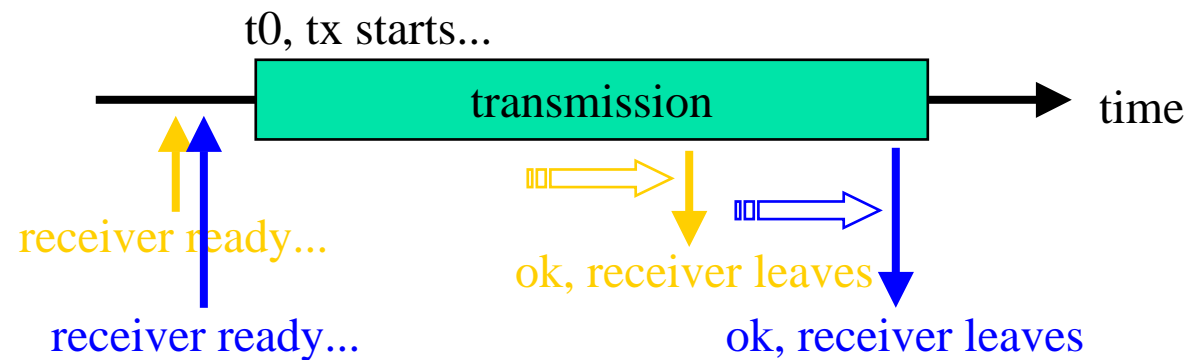 t0, tx starts...
transmission
time
receiver ready...
ok, receiver leaves
receiver ready...
ok, receiver leaves